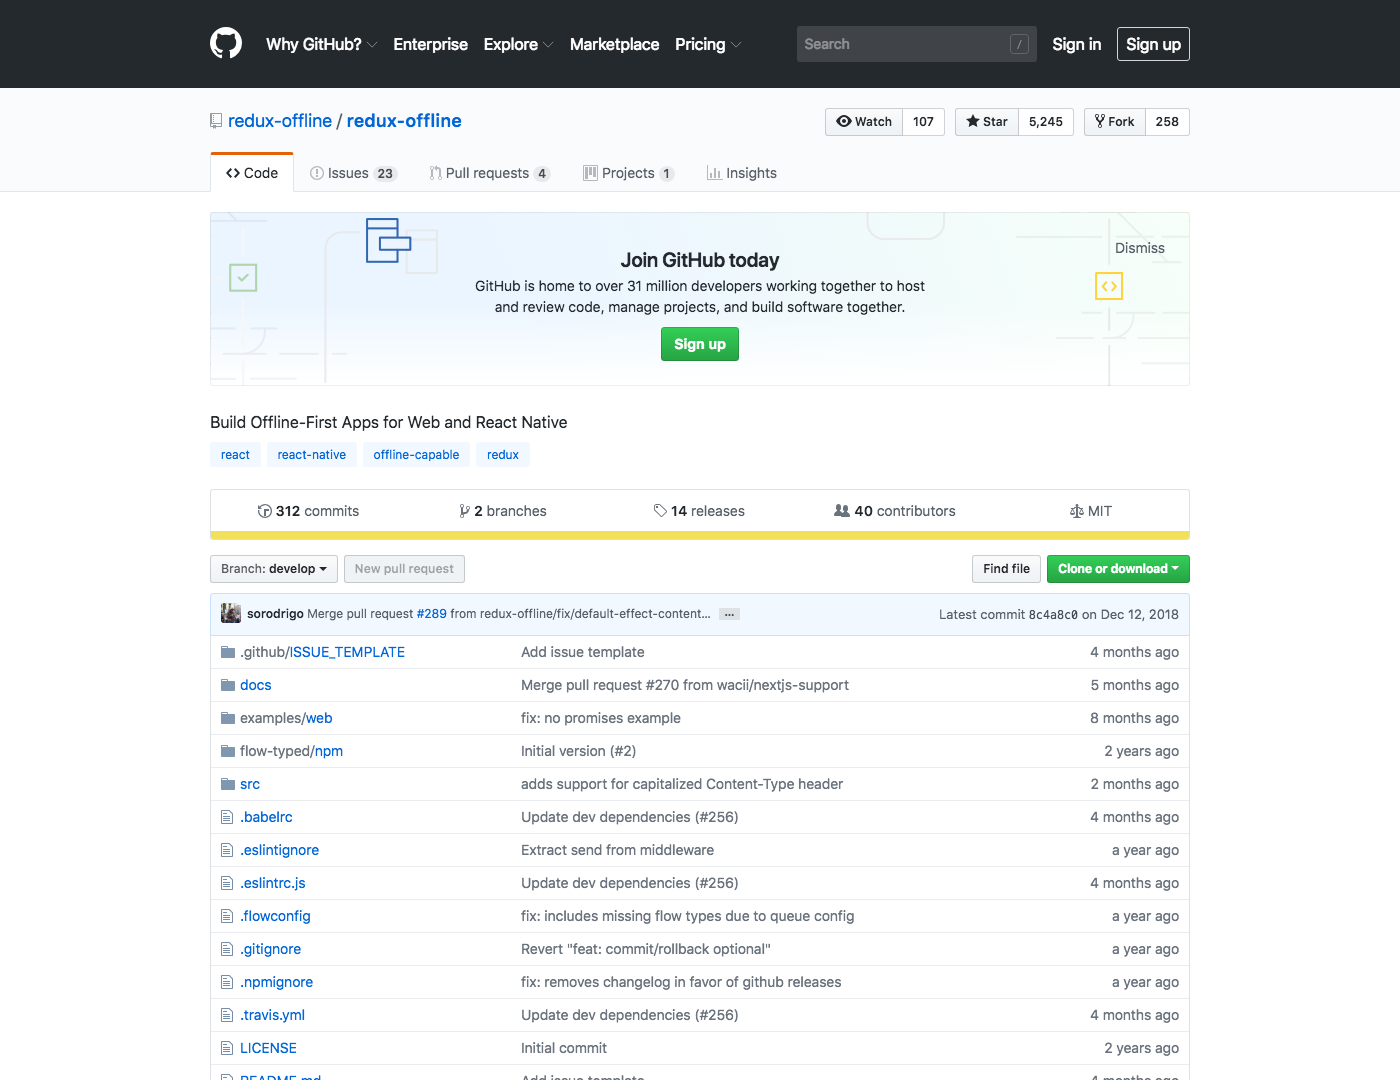 Why GitHub? Enterprise Explore Marketplace Pricing Search / Sign in Sign up
redux-offline / redux-offline Watch 107 Star 5,245 Fork 258
Code Issues 23 Pull requests 4 Projects 1 Insights
Dismiss
Join GitHub today
GitHub is home to over 31 million developers working together to host
and review code, manage projects, and build software together.
Sign up
Build Offline-First Apps for Web and React Native
react react-native offline-capable redux
312 commits 2 branches 14 releases 40 contributors MIT
Branch: develop New pull request Find file Clone or download
sorodrigo Merge pull request #289 from redux-offline/fix/default-effect-content… … Latest commit 8c4a8c0 on Dec 12, 2018
.github/ISSUE_TEMPLATE Add issue template 4 months ago
docs Merge pull request #270 from wacii/nextjs-support 5 months ago
examples/web fix: no promises example 8 months ago
flow-typed/npm Initial version (#2) 2 years ago
src adds support for capitalized Content-Type header 2 months ago
.babelrc Update dev dependencies (#256) 4 months ago
.eslintignore Extract send from middleware a year ago
.eslintrc.js Update dev dependencies (#256) 4 months ago
.flowconfig fix: includes missing flow types due to queue config a year ago
.gitignore Revert "feat: commit/rollback optional" a year ago
.npmignore fix: removes changelog in favor of github releases a year ago
.travis.yml Update dev dependencies (#256) 4 months ago
LICENSE Initial commit 2 years ago
README.md Add issue template 4 months ago